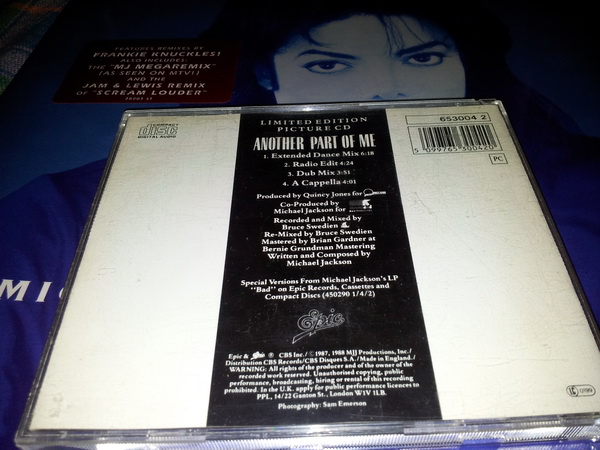 FEATURES REMIXES BY
FRANKIE KNUCKLES!
ALSO INCLUDES:
THE "MJ MEGAREMIX"
(AS SEEN ON MTV!)
AND THE
JAM & LEWIS REMIX
OF "SCREAM LOUDER"
MI
COMPACT
disc
DIGITAL AUDIO
LIMITED EDITION
PICTURE CD
ANOTHER PART OF ME
1. Extended Dance Mix 6:18
2. Radio Edit 4:24
3. Dub Mix 3:51
4. A Cappella 4:01
653004 2
5 099765 300420
PC
Produced by Quincy Jones for
Co-Produced by
Michael Jackson for
Recorded and Mixed by
Bruce Swedien &
Re-Mixed by Bruce Swedien
Mastered by Brian Gardner at
Bernie Grundman Mastering
Written and Composed by
Michael Jackson
Special Versions From Michael Jackson's LP
"Bad" on Epic Records, Cassettes and
Compact Discs (450290 1/4/2)
Epic
Epic & ® CBS Inc./©1987, 1988 MJJ Productions, Inc./
Distribution CBS Records/CBS Disques S.A./Made in England./
WARNING: All rights of the producer and of the owner of the
recorded work reserved. Unauthorised copying, public
performance, broadcasting, hiring or rental of this recording
prohibited. In the U.K. apply for public performance licences to
PPL, 14/22 Ganton St., London W1V 1LB.
Photography: Sam Emerson